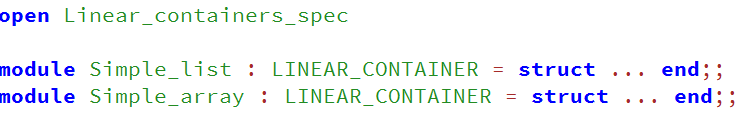 open Linear_containers_spec
module Simple_list : LINEAR_CONTAINER = struct ... end;;
module Simple_array : LINEAR_CONTAINER = struct ... end;;